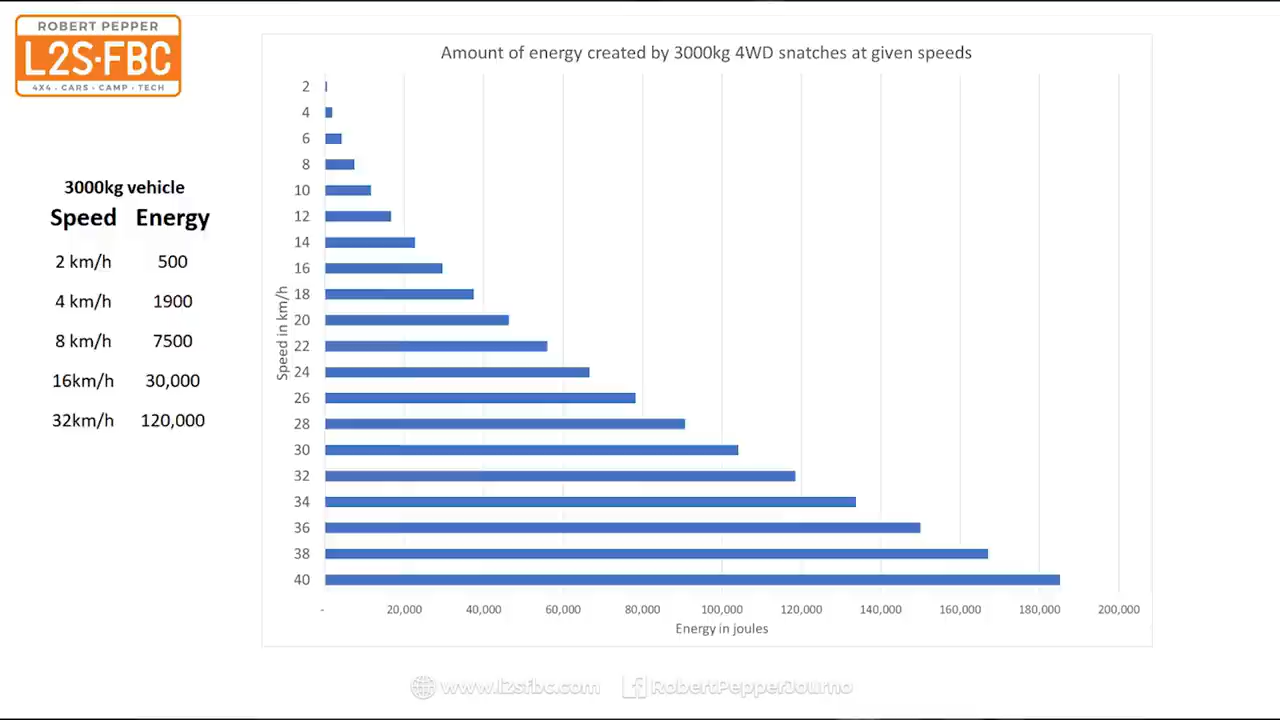 ROBERT PEPPER
L2S·FBC
4X4 · CARS · CAMP · TECH
3000kg vehicle
Speed Energy
2 km/h 500
4 km/h 1900
8 km/h 7500
16km/h 30,000
32km/h 120,000
Amount of energy created by 3000kg 4WD snatches at given speeds
Speed in km/h
2
4
6
8
10
12
14
16
18
20
22
24
26
28
30
32
34
36
38
40
- 20,000 40,000 60,000 80,000 100,000 120,000 140,000 160,000 180,000 200,000
Energy in joules
www.l2sfbc.com RobertPepperJourno